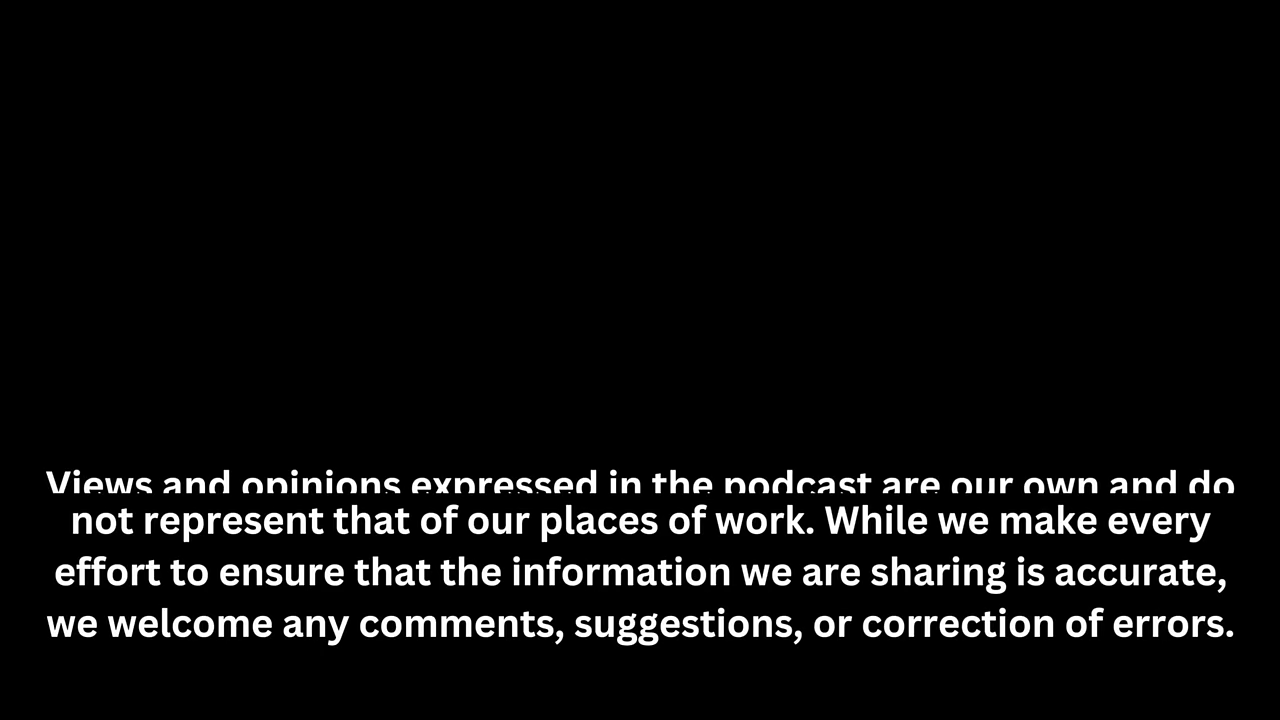 Views and opinions expressed in the podcast are our own and do
not represent that of our places of work. While we make every
effort to ensure that the information we are sharing is accurate,
we welcome any comments, suggestions, or correction of errors.